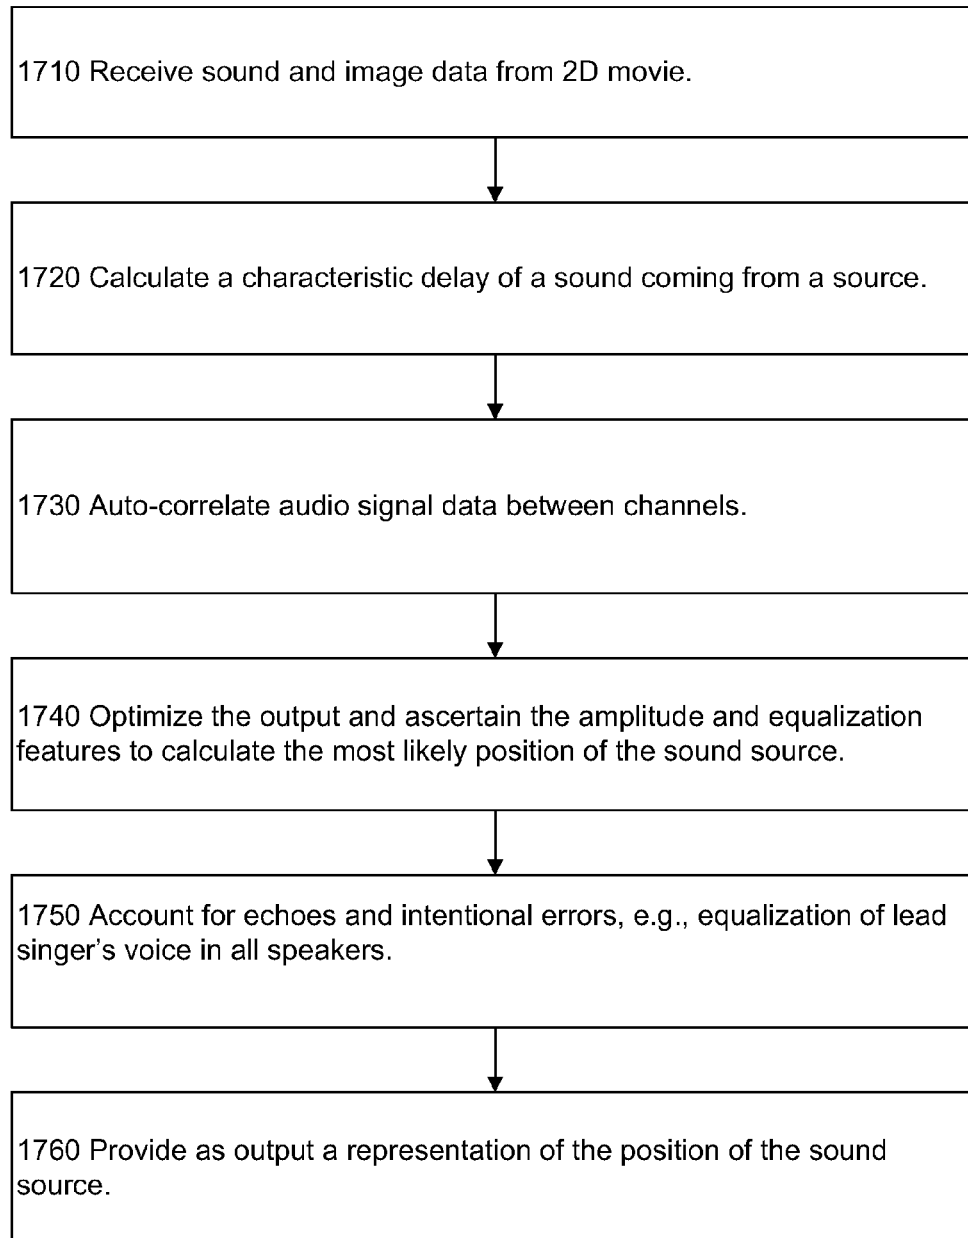 1710 Receive sound and image data from 2D movie.
1720 Calculate a characteristic delay of a sound coming from a source.
1730 Auto-correlate audio signal data between channels.
1740 Optimize the output and ascertain the amplitude and equalization
features to calculate the most likely position of the sound source.
1750 Account for echoes and intentional errors, e.g., equalization of lead
singer’s voice in all speakers.
1760 Provide as output a representation of the position of the sound
source.